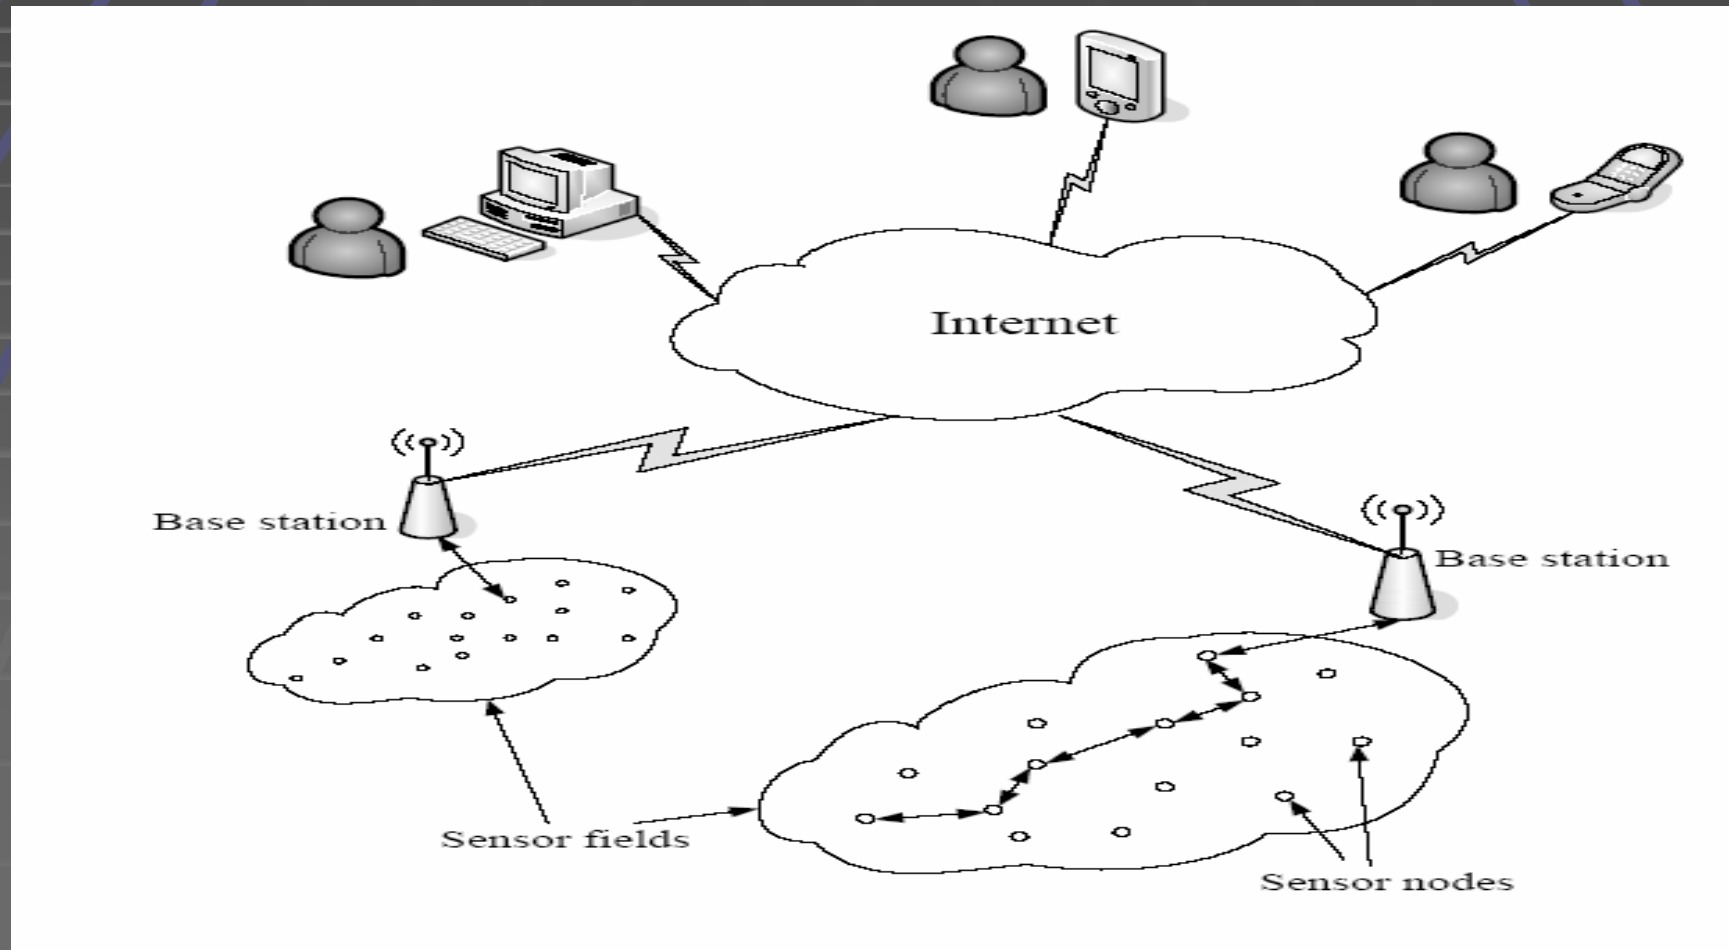 Internet
Base station
Base station
Sensor fields
Sensor nodes